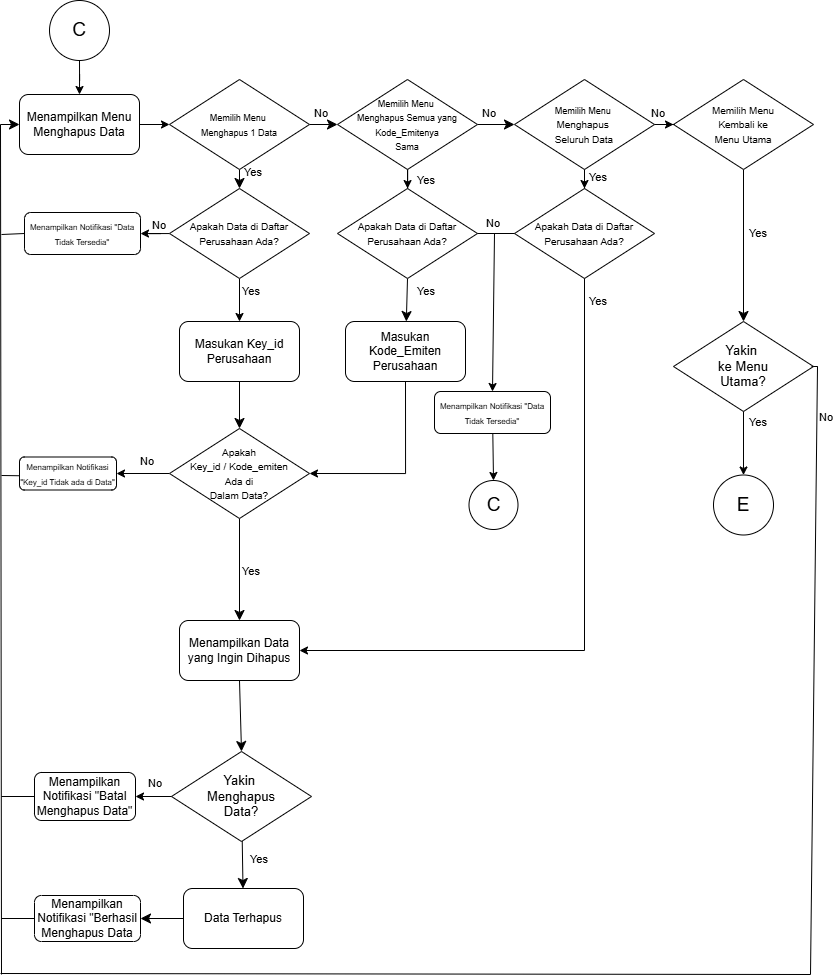 C
Menampilkan Menu
Menghapus Data
Memilih Menu
Menghapus 1 Data
No
Memilih Menu
Menghapus Semua yang
Kode_Emitenya
Sama
No
Memilih Menu
Menghapus
Seluruh Data
No
Memilih Menu
Kembali ke
Menu Utama
Yes
Yes
Yes
Menampilkan Notifikasi "Data
Tidak Tersedia"
No
Apakah Data di Daftar
Perusahaan Ada?
Apakah Data di Daftar
Perusahaan Ada?
No
Apakah Data di Daftar
Perusahaan Ada?
Yes
Yes
Yes
Yes
Masukan Key_id
Perusahaan
Masukan
Kode_Emiten
Perusahaan
Yakin
ke Menu
Utama?
Menampilkan Notifikasi "Data
Tidak Tersedia"
Yes
No
Menampilkan Notifikasi
"Key_id Tidak ada di Data"
No
Apakah
Key_id / Kode_emiten
Ada di
Dalam Data?
C
E
Yes
Menampilkan Data
yang Ingin Dihapus
Menampilkan
Notifikasi "Batal
Menghapus Data"
No
Yakin
Menghapus
Data?
Yes
Menampilkan
Notifikasi "Berhasil
Menghapus Data
Data Terhapus